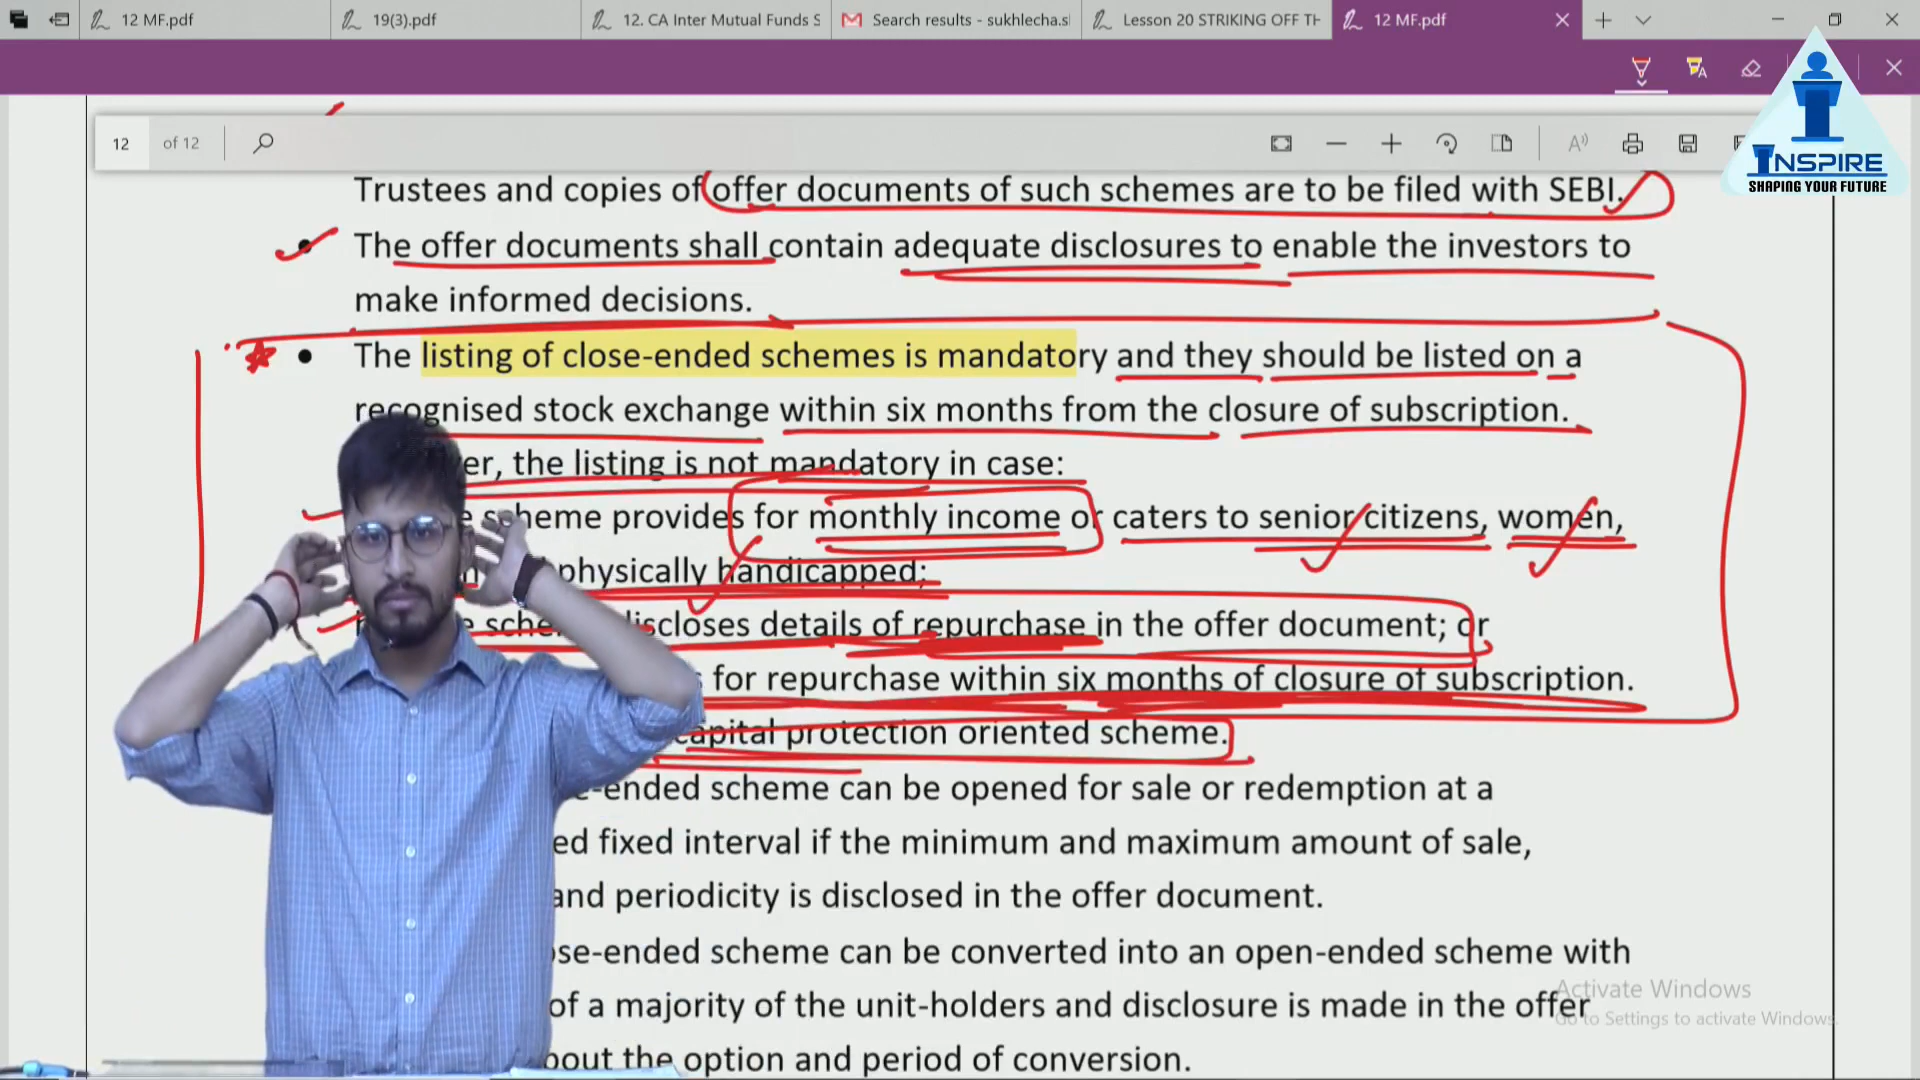 12 MF.pdf
19(3).pdf
12. CA Inter Mutual Funds S
Search results - sukhlecha.s
Lesson 20 STRIKING OFF TH
12 MF.pdf
12 of 12
INSPIRE
SHAPING YOUR FUTURE
Trustees and copies of offer documents of such schemes are to be filed with SEBI.
The offer documents shall contain adequate disclosures to enable the investors to
make informed decisions.
The listing of close-ended schemes is mandatory and they should be listed on a
recognised stock exchange within six months from the closure of subscription.
er, the listing is not mandatory in case:
scheme provides for monthly income or caters to senior citizens, women,
physically handicapped;
scheme discloses details of repurchase in the offer document; or
for repurchase within six months of closure of subscription.
capital protection oriented scheme.
-ended scheme can be opened for sale or redemption at a
ed fixed interval if the minimum and maximum amount of sale,
and periodicity is disclosed in the offer document.
ose-ended scheme can be converted into an open-ended scheme with
of a majority of the unit-holders and disclosure is made in the offer
bout the option and period of conversion.
Activate Windows
Go to Settings to activate Windows.